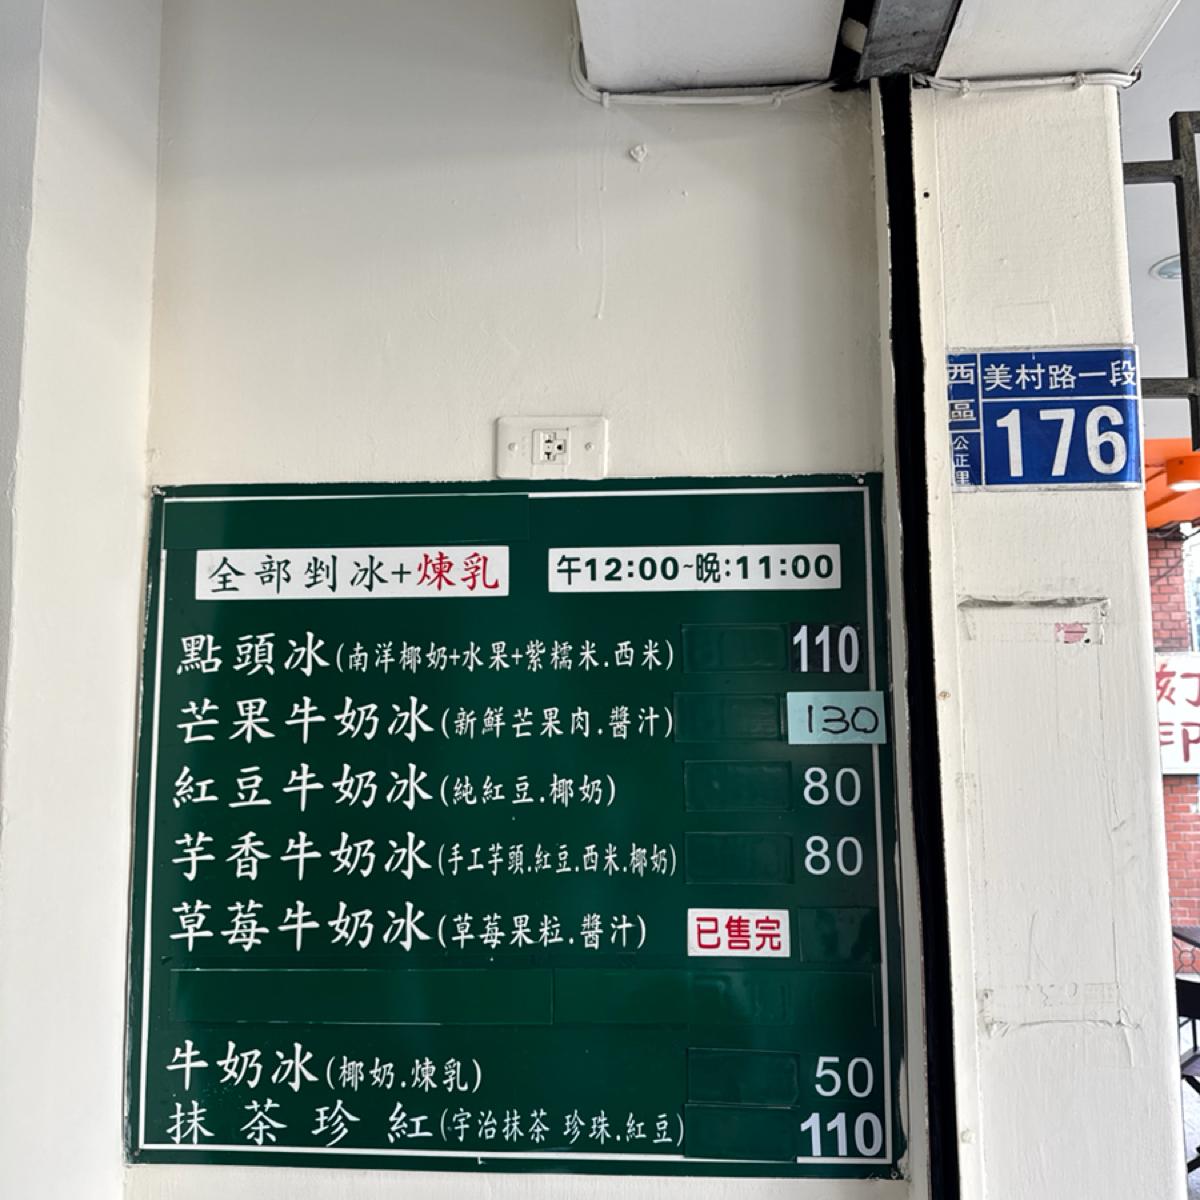 西區
公正里
美村路一段
176
全部剉冰+煉乳
午12:00~晚:11:00
點頭冰(南洋椰奶+水果+紫糯米.西米) 110
芒果牛奶冰(新鮮芒果肉.醬汁) 130
紅豆牛奶冰(純紅豆.椰奶) 80
芋香牛奶冰(手工芋頭.紅豆.西米.椰奶) 80
草莓牛奶冰(草莓果粒.醬汁) 已售完
牛奶冰(椰奶.煉乳) 50
抹茶珍紅(宇治抹茶 珍珠.紅豆) 110